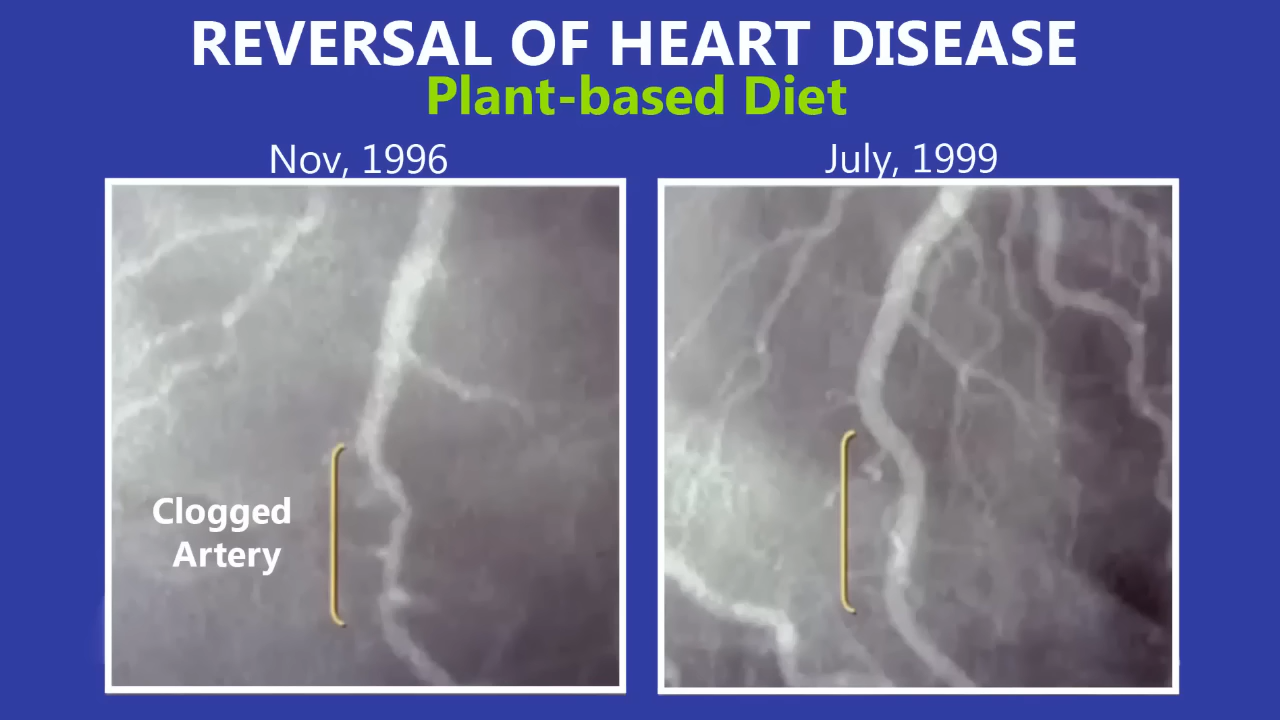 REVERSAL OF HEART DISEASE
Plant-based Diet
Nov, 1996
July, 1999
Clogged
Artery